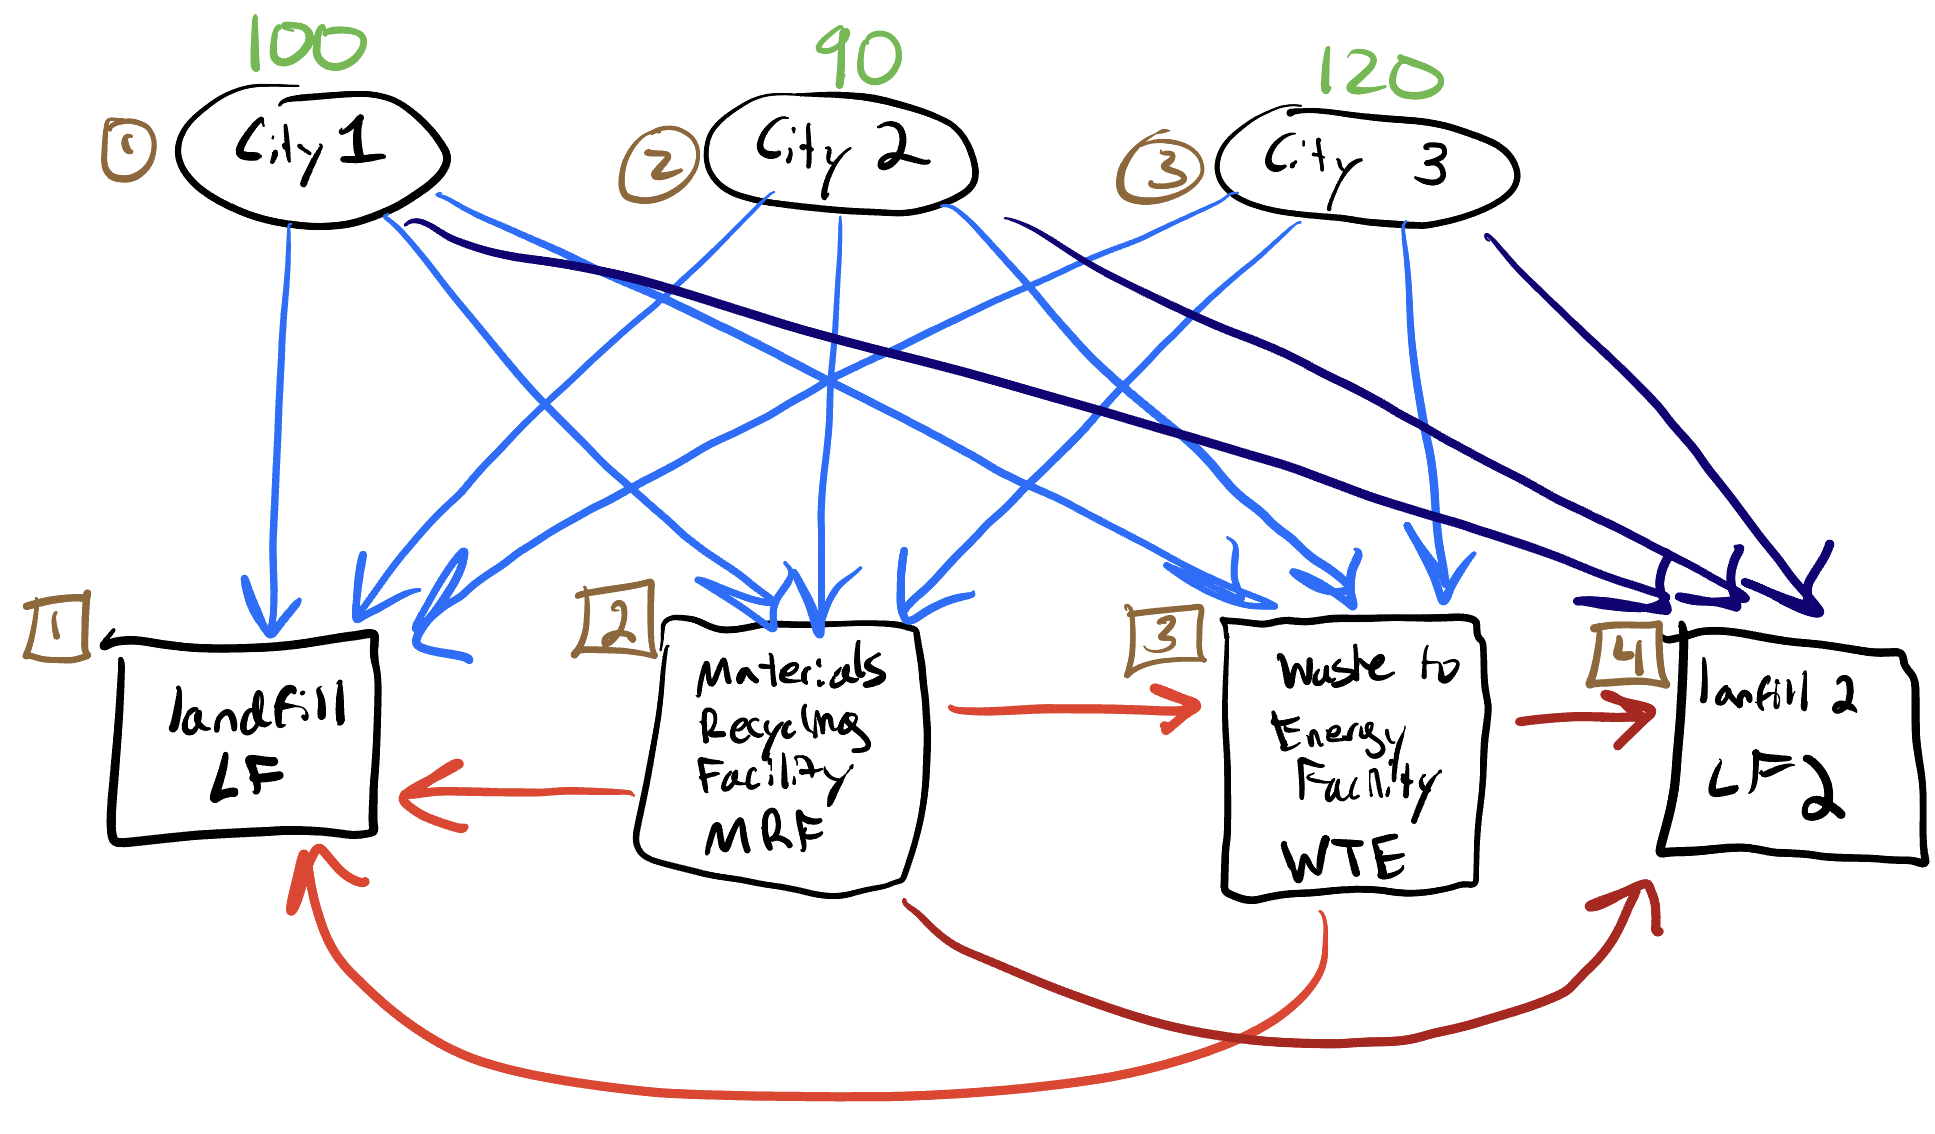 100
90
120
1
City 1
2
City 2
3
City 3
1
landfill
LF
2
Materials
Recycling
Facility
MRF
3
Waste to
Energy
Facility
WTE
4
lanfill 2
LF2